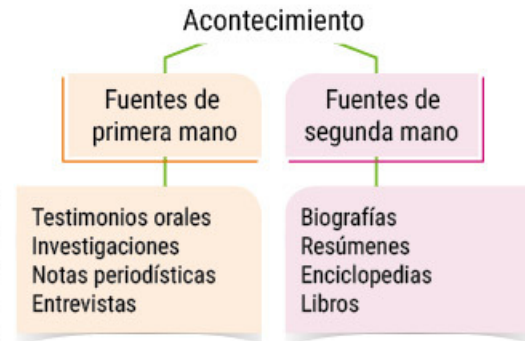 Acontecimiento
Fuentes de
primera mano
Fuentes de
segunda mano
Testimonios orales
Investigaciones
Notas periodísticas
Entrevistas
Biografías
Resúmenes
Enciclopedias
Libros